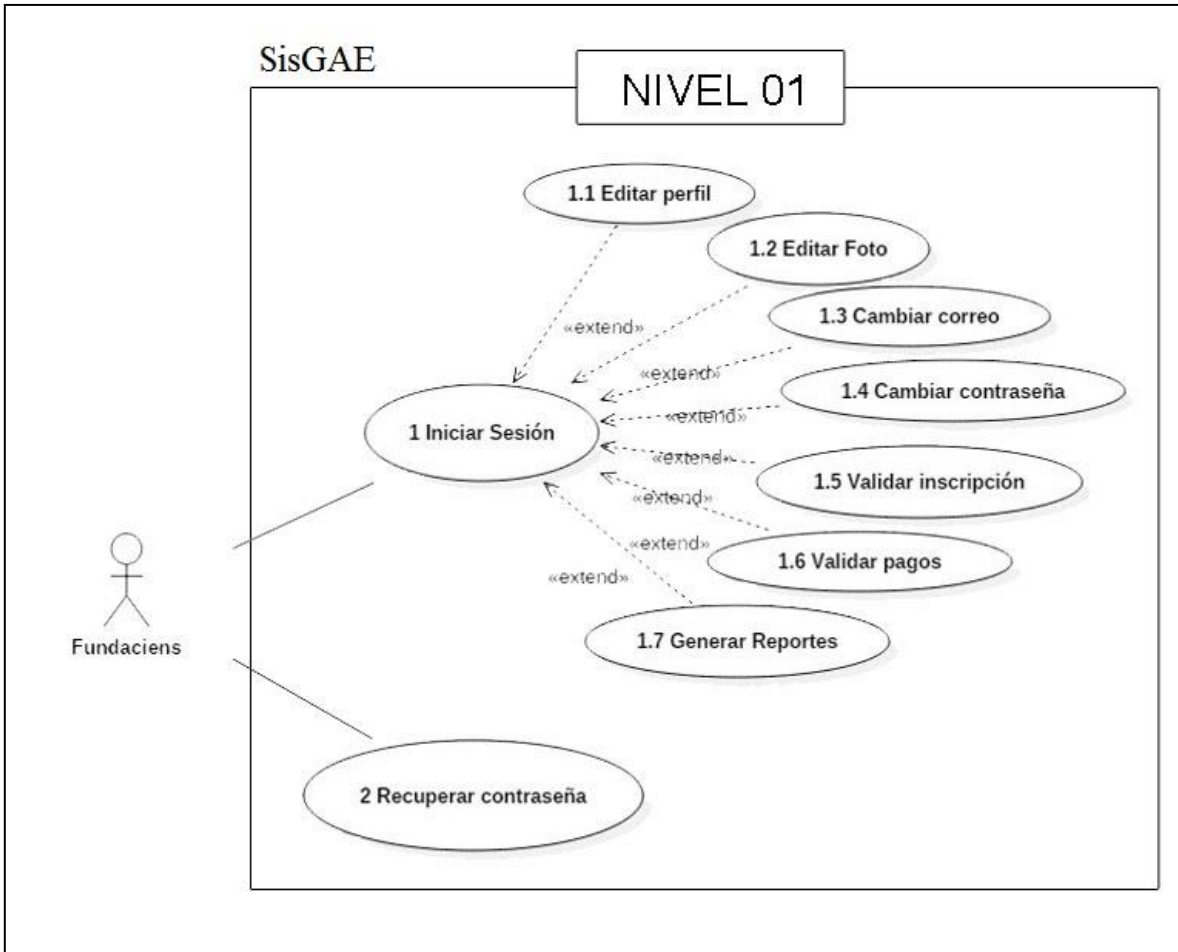 SisGAE
NIVEL 01
1.1 Editar perfil
1.2 Editar Foto
1.3 Cambiar correo
«extend»
«extend»
1.4 Cambiar contraseña
«extend»
1 Iniciar Sesión
«extend»
1.5 Validar inscripción
«extend»
«extend»
1.6 Validar pagos
«extend»
1.7 Generar Reportes
Fundaciens
2 Recuperar contraseña